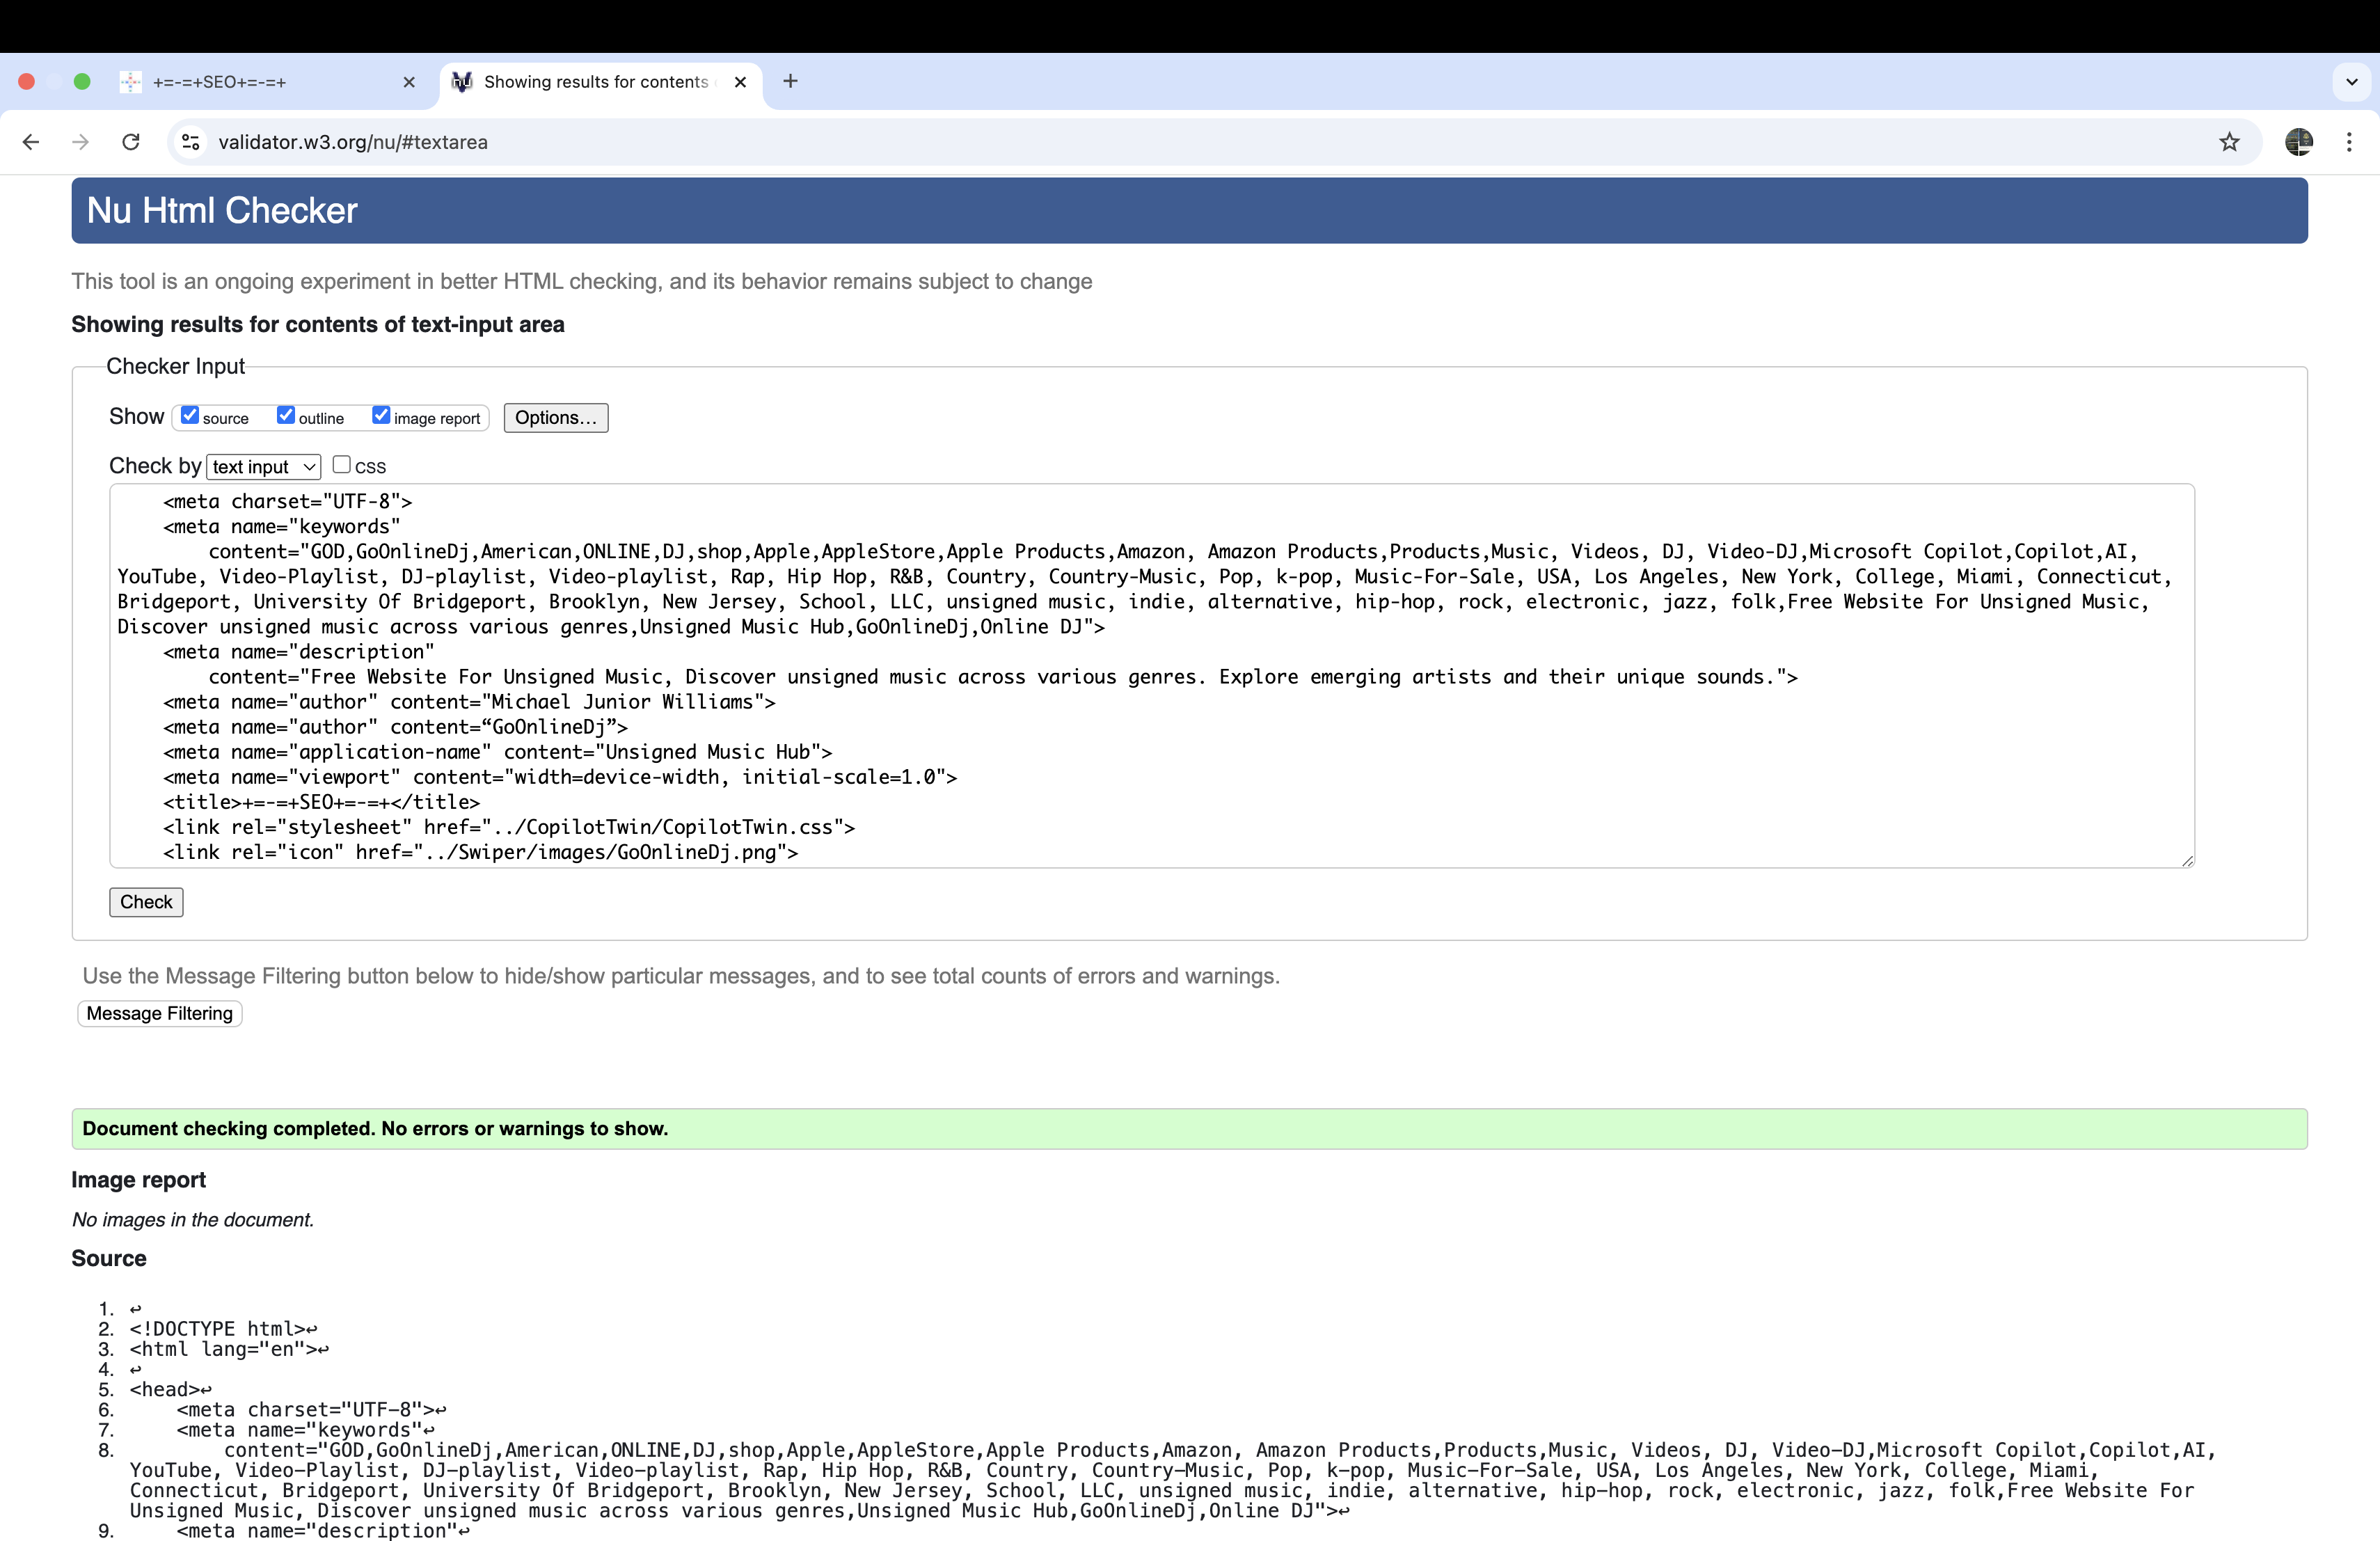 +=-=+SEO+=-=+
Showing results for contents
validator.w3.org/nu/#textarea
Nu Html Checker
This tool is an ongoing experiment in better HTML checking, and its behavior remains subject to change
Showing results for contents of text-input area
Checker Input
Show source outline image report Options...
Check by text input CSS
<meta charset="UTF-8">
<meta name="keywords"
content="GOD,GoOnlineDj,American,ONLINE,DJ,shop,Apple,AppleStore,Apple Products,Amazon, Amazon Products,Products,Music, Videos, DJ, Video-DJ,Microsoft Copilot,Copilot,AI,
YouTube, Video-Playlist, DJ-playlist, Video-playlist, Rap, Hip Hop, R&B, Country, Country-Music, Pop, k-pop, Music-For-Sale, USA, Los Angeles, New York, College, Miami, Connecticut,
Bridgeport, University Of Bridgeport, Brooklyn, New Jersey, School, LLC, unsigned music, indie, alternative, hip-hop, rock, electronic, jazz, folk,Free Website For Unsigned Music,
Discover unsigned music across various genres,Unsigned Music Hub,GoOnlineDj,Online DJ">
<meta name="description"
content="Free Website For Unsigned Music, Discover unsigned music across various genres. Explore emerging artists and their unique sounds.">
<meta name="author" content="Michael Junior Williams">
<meta name="author" content=“GoOnlineDj”>
<meta name="application-name" content="Unsigned Music Hub">
<meta name="viewport" content="width=device-width, initial-scale=1.0">
<title>+=-=+SEO+=-=+</title>
<link rel="stylesheet" href="../CopilotTwin/CopilotTwin.css">
<link rel="icon" href="../Swiper/images/GoOnlineDj.png">
Check
Use the Message Filtering button below to hide/show particular messages, and to see total counts of errors and warnings.
Message Filtering
Document checking completed. No errors or warnings to show.
Image report
No images in the document.
Source
1. ↩
2. <!DOCTYPE html>↩
3. <html lang="en">↩
4. ↩
5. <head>↩
6. <meta charset="UTF-8">↩
7. <meta name="keywords"↩
8. content="GOD,GoOnlineDj,American,ONLINE,DJ,shop,Apple,AppleStore,Apple Products,Amazon, Amazon Products,Products,Music, Videos, DJ, Video-DJ,Microsoft Copilot,Copilot,AI,
YouTube, Video-Playlist, DJ-playlist, Video-playlist, Rap, Hip Hop, R&B, Country, Country-Music, Pop, k-pop, Music-For-Sale, USA, Los Angeles, New York, College, Miami,
Connecticut, Bridgeport, University Of Bridgeport, Brooklyn, New Jersey, School, LLC, unsigned music, indie, alternative, hip-hop, rock, electronic, jazz, folk,Free Website For
Unsigned Music, Discover unsigned music across various genres,Unsigned Music Hub,GoOnlineDj,Online DJ">↩
9. <meta name="description"↩